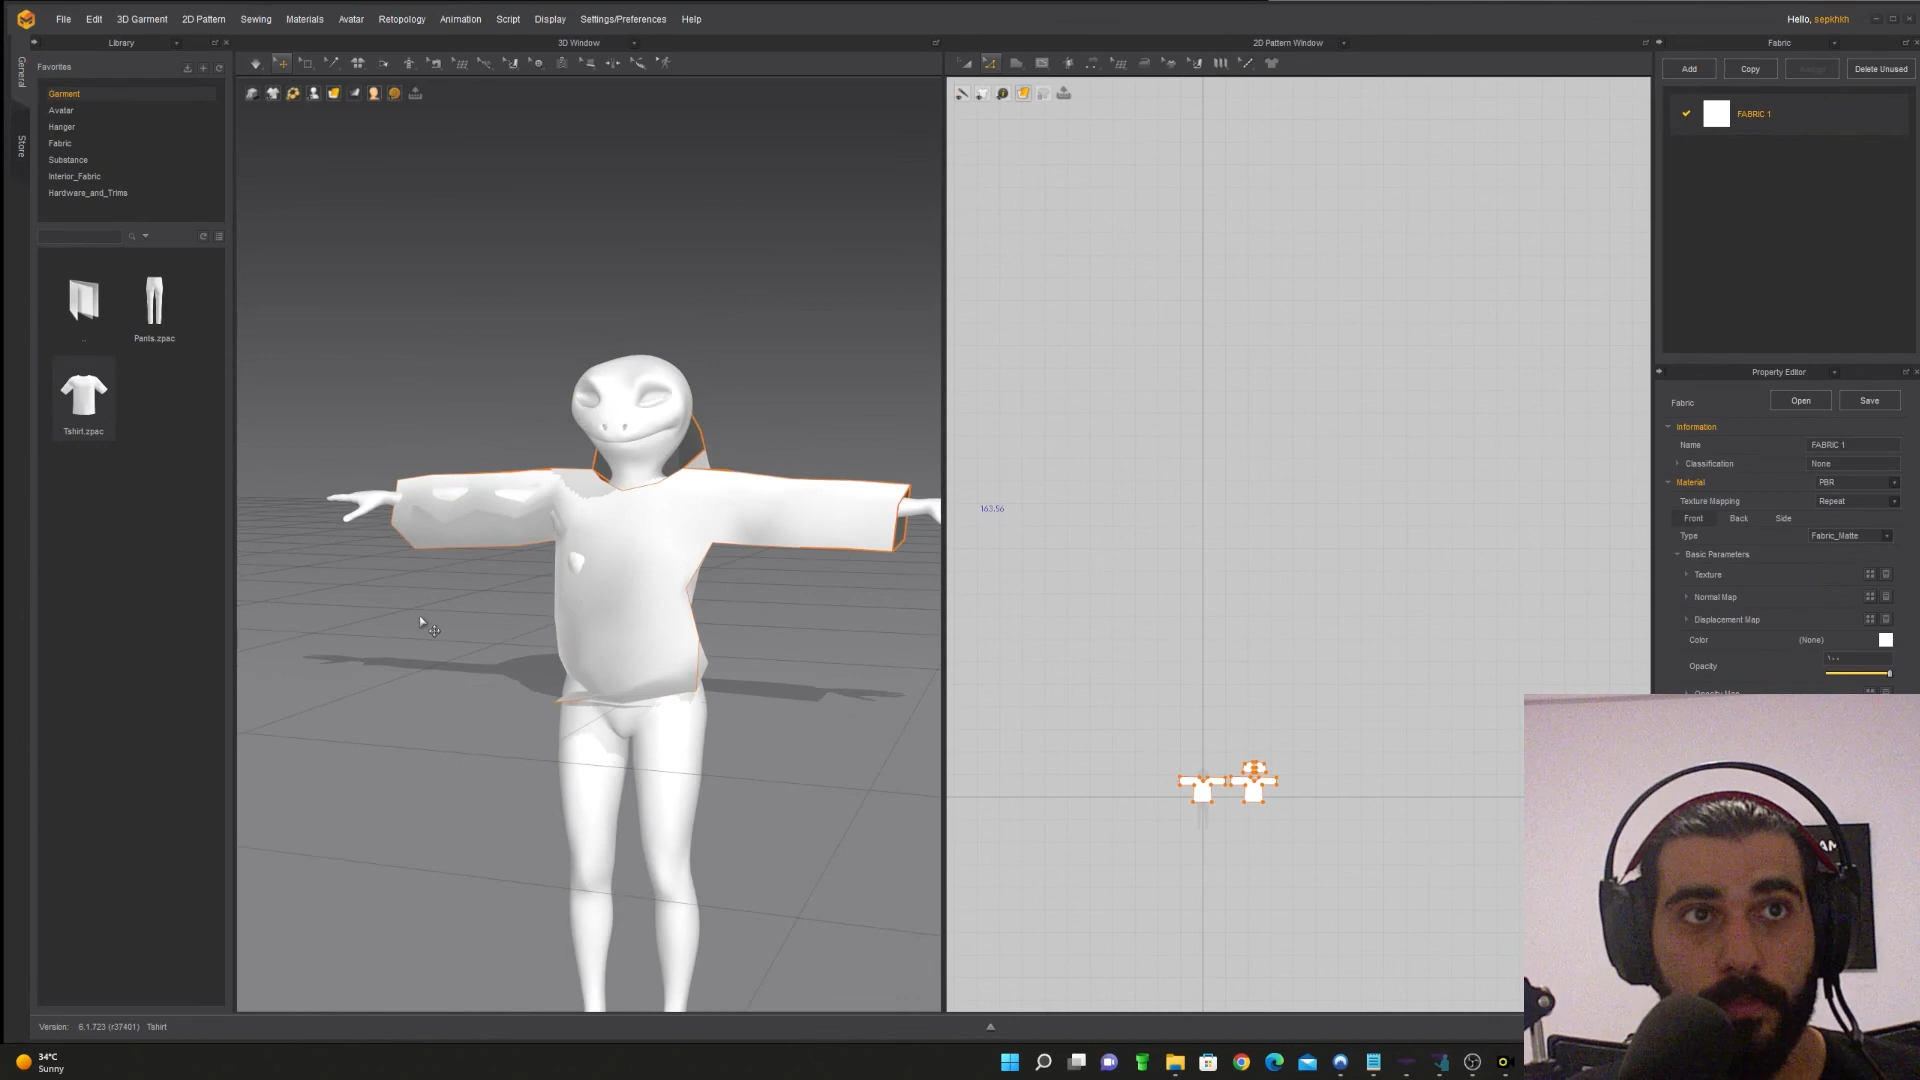 File Edit 3D Garment 2D Pattern Sewing Materials Avatar Retopology Animation Script Display Settings/Preferences Help
Hello, sepkhkh
Library
3D Window
2D Pattern Window
Fabric
General
Store
Favorites
Garment
Avatar
Hanger
Fabric
Substance
Interior_Fabric
Hardware_and_Trims
..
Pants.zpac
Tshirt.zpac
163.56
Add
Copy
Delete Unused
FABRIC 1
Property Editor
Fabric
Open
Save
Information
Name FABRIC 1
Classification None
Material PBR
Texture Mapping Repeat
Front Back Side
Type Fabric_Matte
Basic Parameters
Texture
Normal Map
Displacement Map
Color (None)
Opacity ۱۰۰
Version: 6.1.723 (r37401) Tshirt
34°C
Sunny
AM